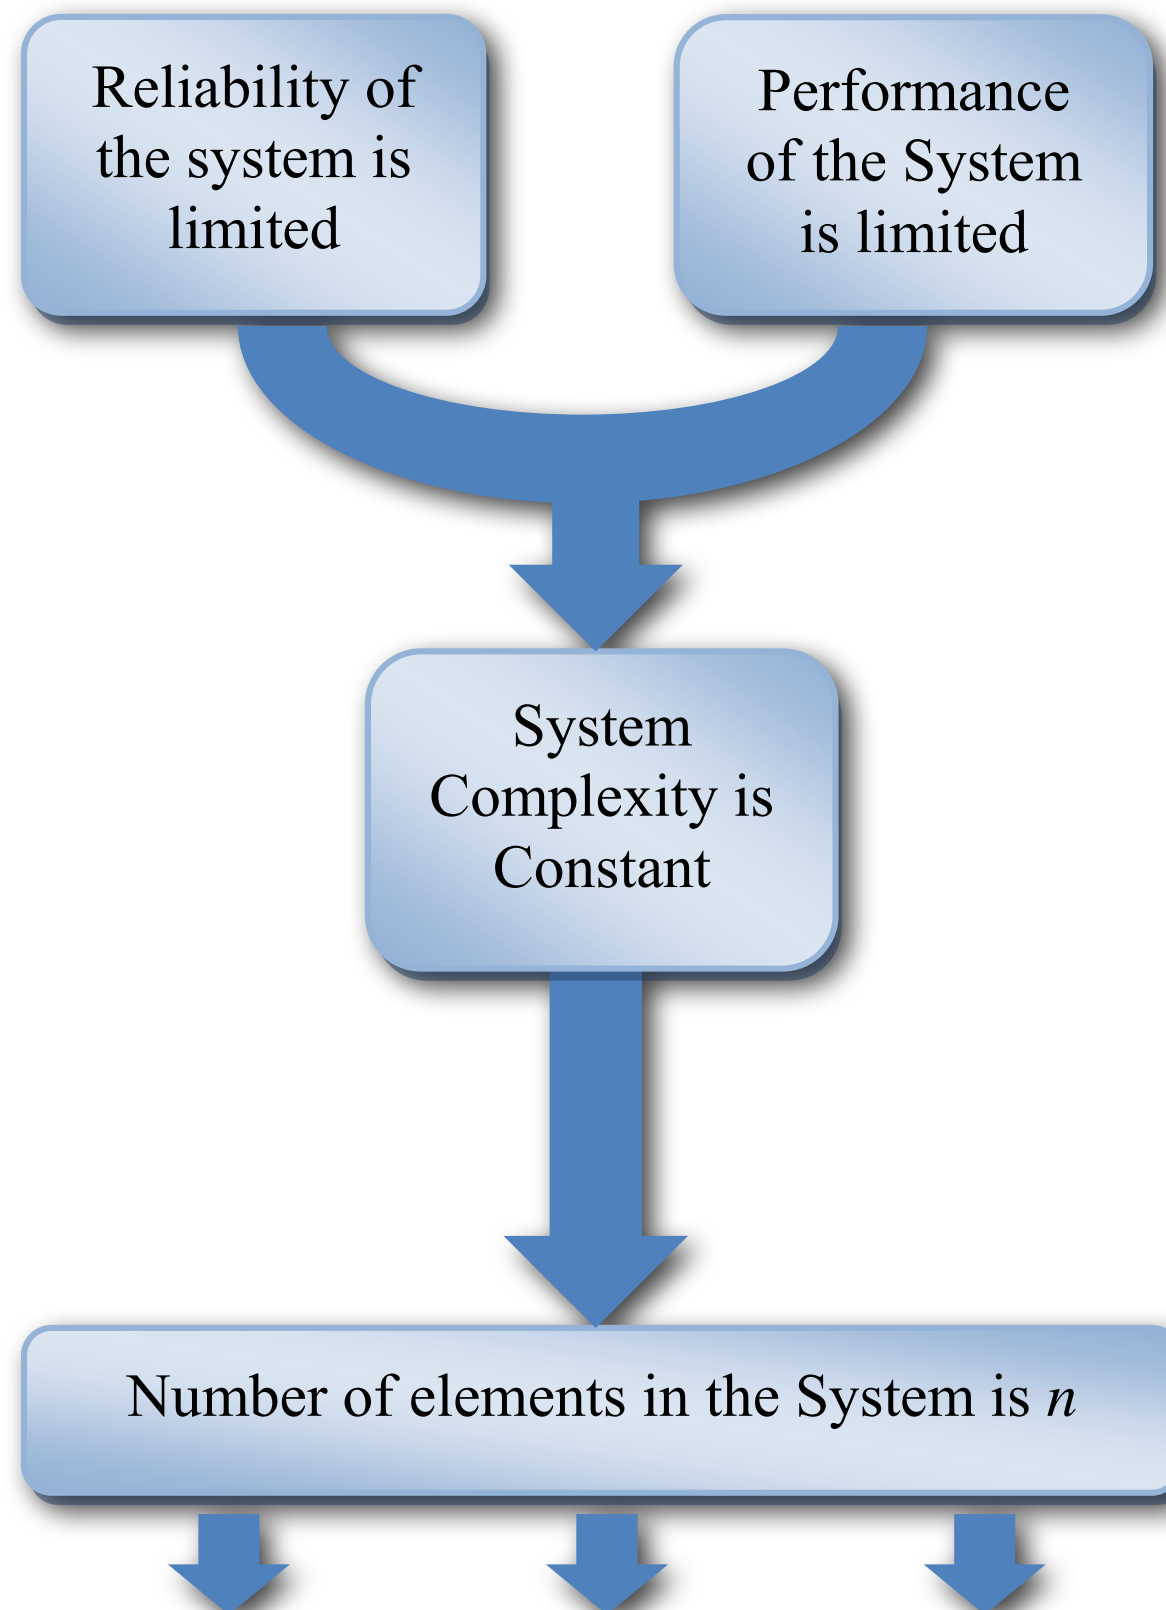 Reliability of
the system is
limited
Performance
of the System
is limited
System
Complexity is
Constant
Number of elements in the System is n